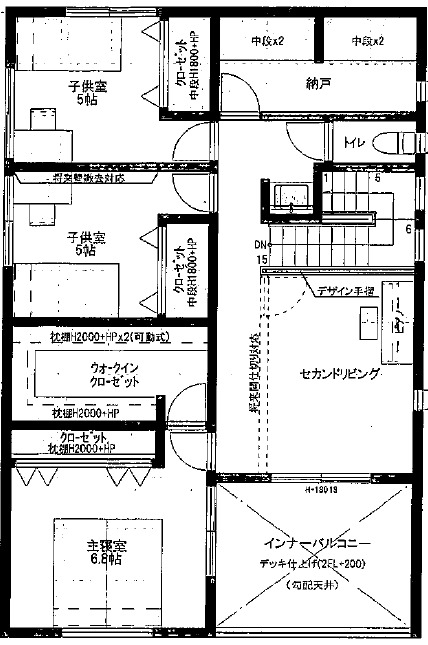 中段x2
中段x2
納戸
子供室
5帖
クローゼット
中段H1800+HP
トイレ
将来壁撤去対応
子供室
5帖
クローゼット
中段H1800+HP
1
5
6
DN
15
デザイン手摺
将来間仕切対応
セカンドリビング
枕棚H2000+HPx2(可動式)
ウォークイン
クローゼット
枕棚H2000+HP
クローゼット
枕棚H2000+HP
主寝室
6.8帖
インナーバルコニー
デッキ仕上げ(2FL+200)
(勾配天井)